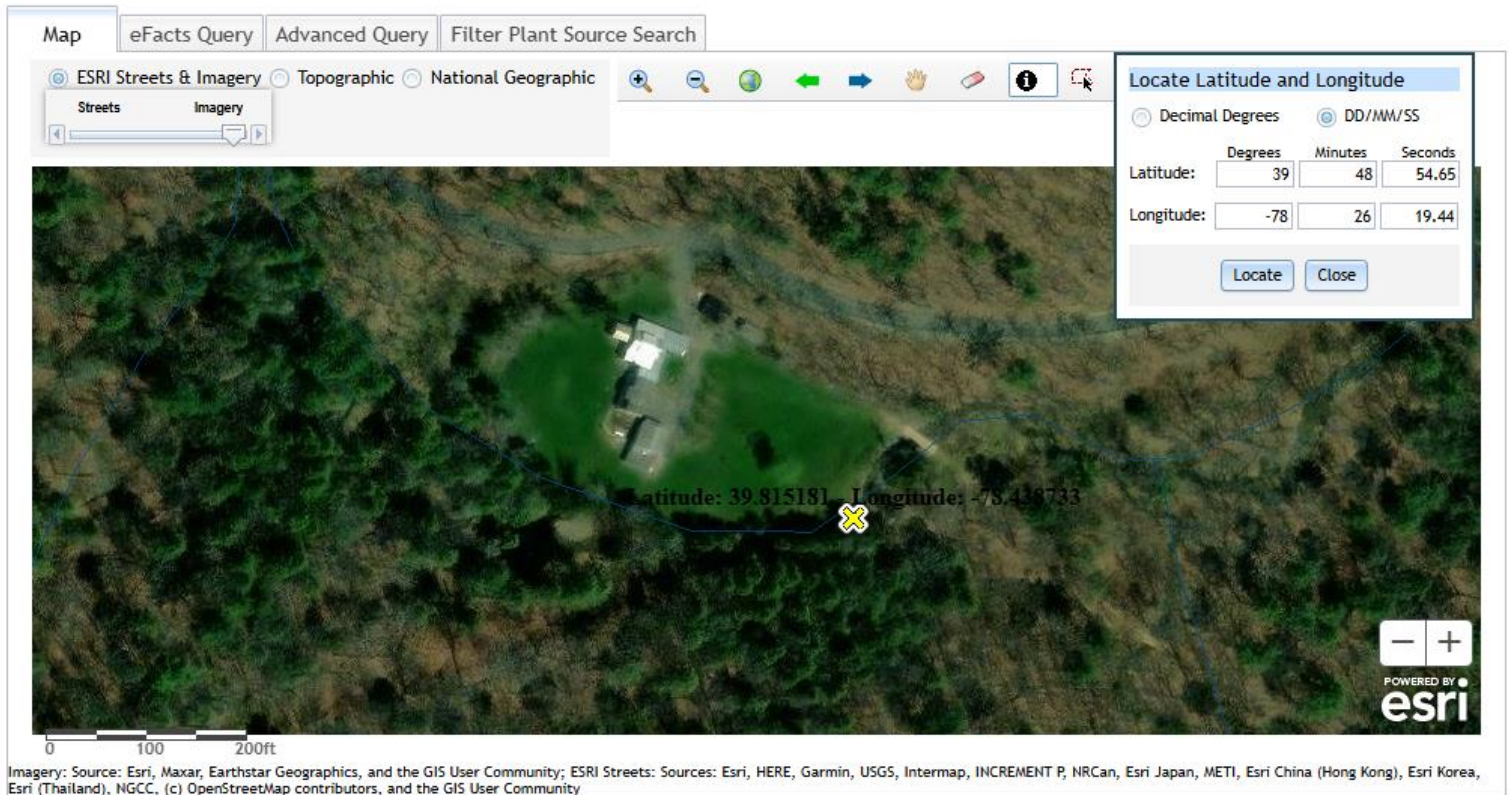 Map eFacts Query Advanced Query Filter Plant Source Search
ESRI Streets & Imagery Topographic National Geographic
Streets Imagery
Locate Latitude and Longitude
Decimal Degrees DD/MM/SS
Degrees Minutes Seconds
Latitude: 39 48 54.65
Longitude: -78 26 19.44
Locate Close
Latitude: 39.815181 - Longitude: -78.438733
POWERED BY
esri
0 100 200ft
Imagery: Source: Esri, Maxar, Earthstar Geographics, and the GIS User Community; ESRI Streets: Sources: Esri, HERE, Garmin, USGS, Intermap, INCREMENT P, NRCan, Esri Japan, METI, Esri China (Hong Kong), Esri Korea,
Esri (Thailand), NGCC, (c) OpenStreetMap contributors, and the GIS User Community